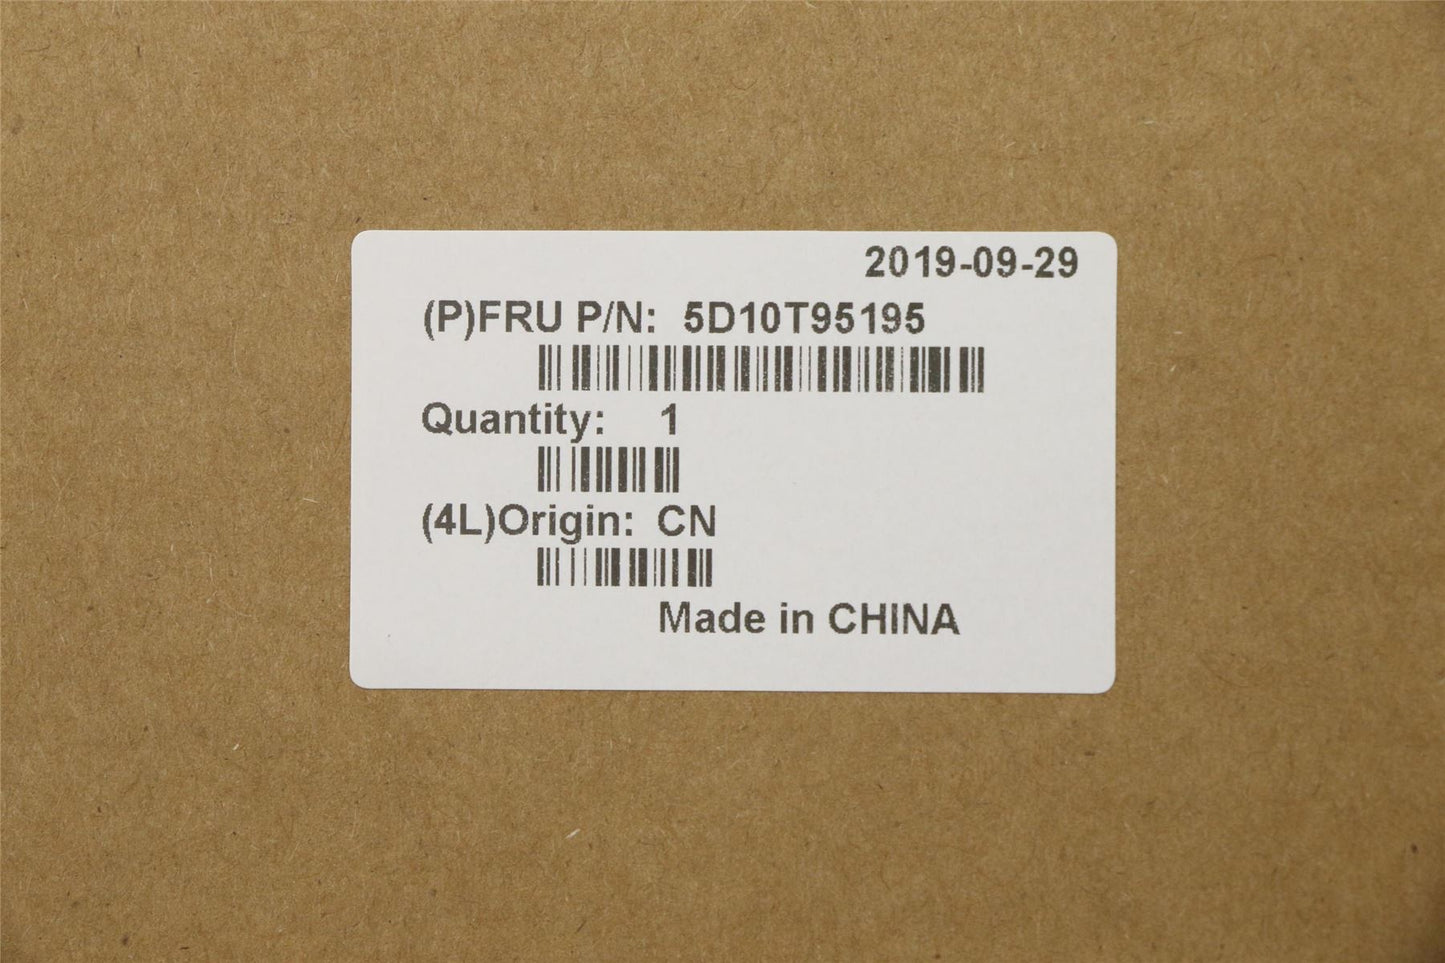 2019-09-29
(P)FRU P/N: 5D10T95195
Quantity: 1
(4L)Origin: CN
Made in CHINA